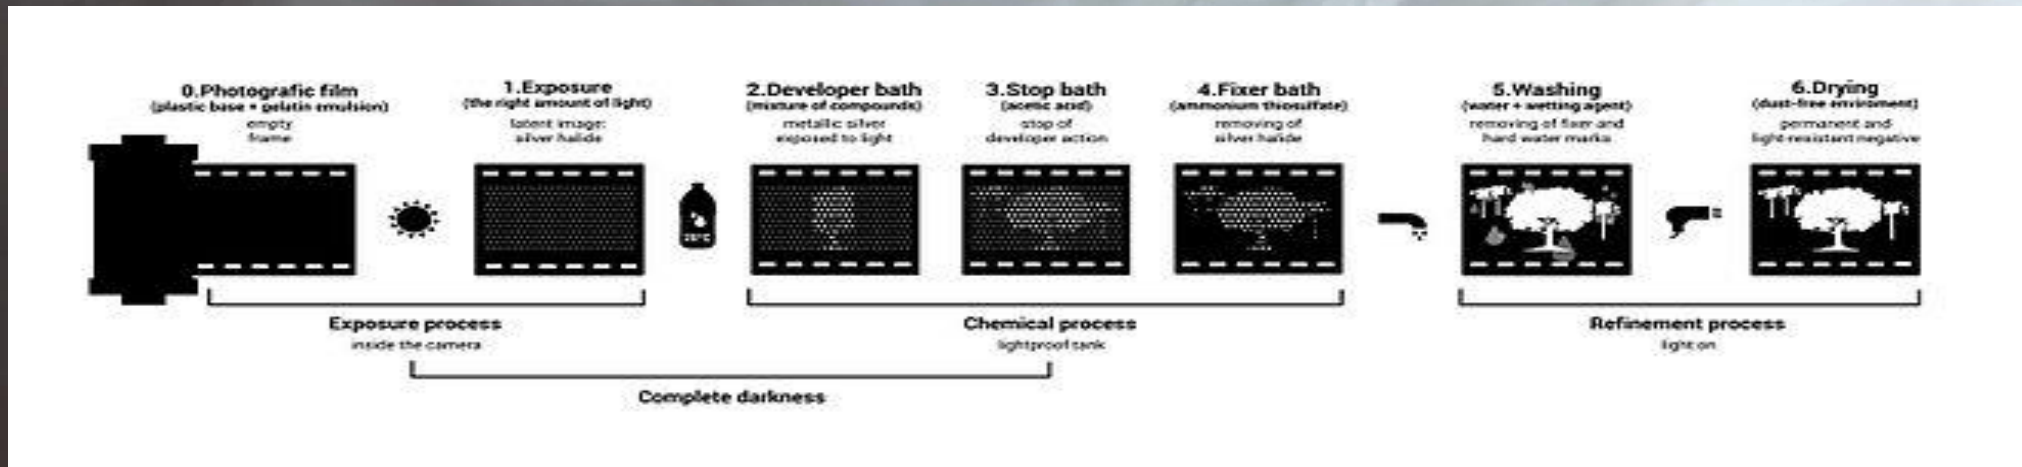 0.Photografic film
(plastic base + gelatin emulsion)
empty
frame
1.Exposure
(the right amount of light)
latent image:
silver halide
2.Developer bath
(mixture of compounds)
metallic silver
exposed to light
3.Stop bath
(acetic acid)
stop of
developer action
4.Fixer bath
(ammonium thiosulfate)
removing of
silver halide
5.Washing
(water + wetting agent)
removing of fixer and
hard water marks
6.Drying
(dust-free enviroment)
permanent and
light-resistant negative
Exposure process
inside the camera
Chemical process
lightproof tank
Refinement process
light on
Complete darkness